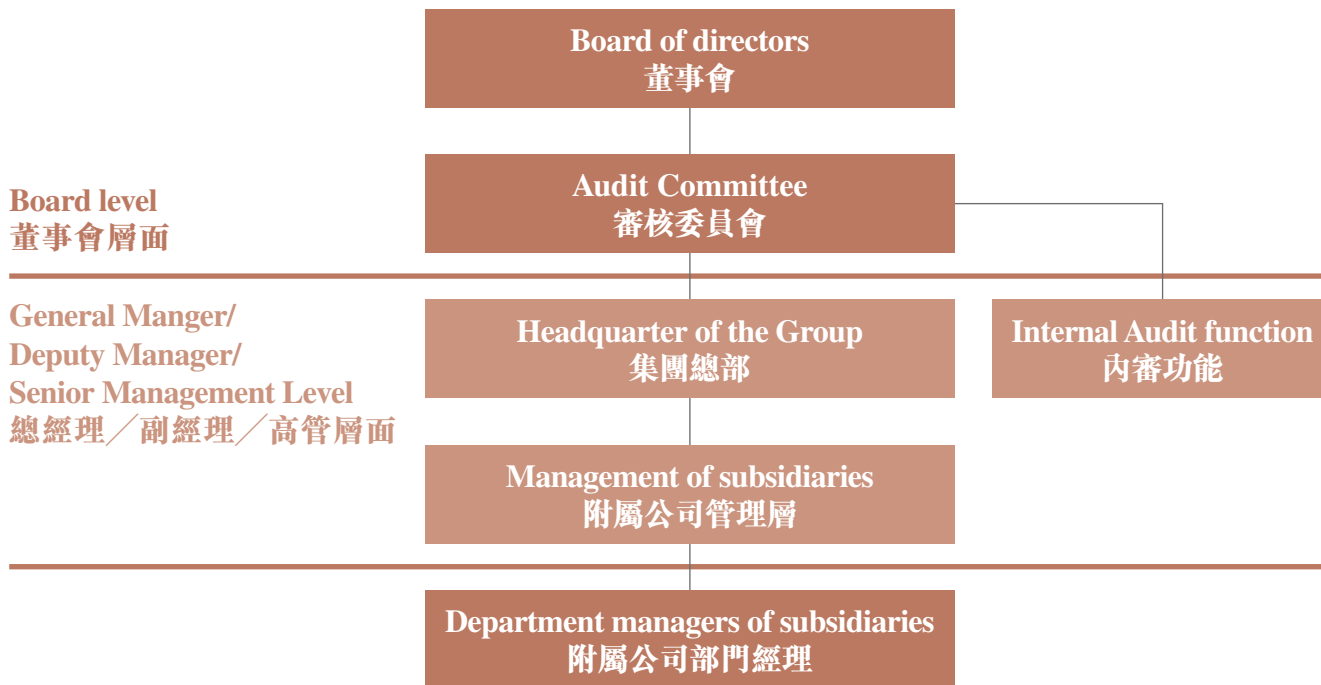 Board of directors
董事會
Audit Committee
審核委員會
Board level
董事會層面
General Manger/
Deputy Manager/
Senior Management Level
總經理╱副經理╱高管層面
Headquarter of the Group
集團總部
Internal Audit function
內審功能
Management of subsidiaries
附屬公司管理層
Department managers of subsidiaries
附屬公司部門經理